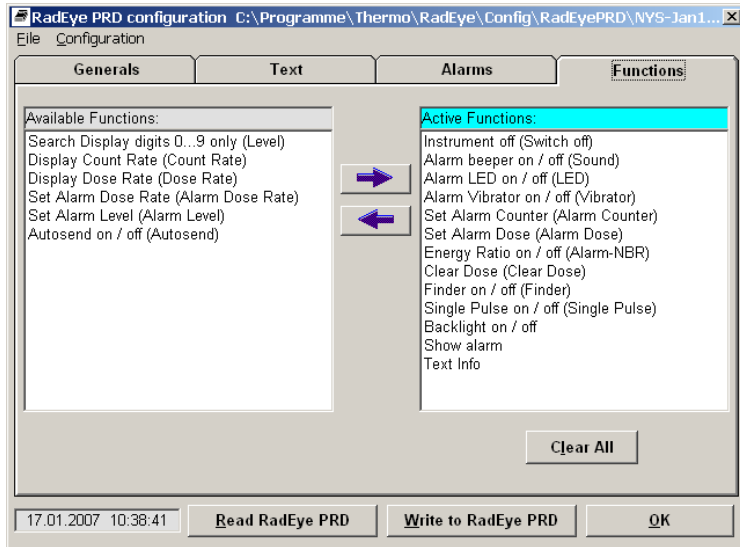 RadEye PRD configuration C:\Programme\Thermo\RadEye\Config\RadEyePRD\NYS-Jan1...
File Configuration
Generals Text Alarms Functions
Available Functions:
Search Display digits 0...9 only (Level)
Display Count Rate (Count Rate)
Display Dose Rate (Dose Rate)
Set Alarm Dose Rate (Alarm Dose Rate)
Set Alarm Level (Alarm Level)
Autosend on / off (Autosend)
Active Functions:
Instrument off (Switch off)
Alarm beeper on / off (Sound)
Alarm LED on / off (LED)
Alarm Vibrator on / off (Vibrator)
Set Alarm Counter (Alarm Counter)
Set Alarm Dose (Alarm Dose)
Energy Ratio on / off (Alarm-NBR)
Clear Dose (Clear Dose)
Finder on / off (Finder)
Single Pulse on / off (Single Pulse)
Backlight on / off
Show alarm
Text Info
Clear All
17.01.2007 10:38:41 Read RadEye PRD Write to RadEye PRD OK